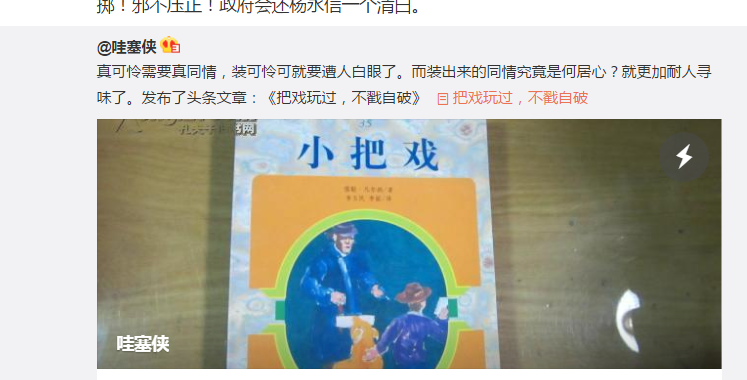 掷！邪不压正！政府会还杨永信一个清白。
@哇塞侠
真可怜需要真同情，装可怜可就要遭人白眼了。而装出来的同情究竟是何居心？就更加耐人寻
味了。发布了头条文章：《把戏玩过，不戳自破》 把戏玩过，不戳自破
35
小把戏
哇塞侠